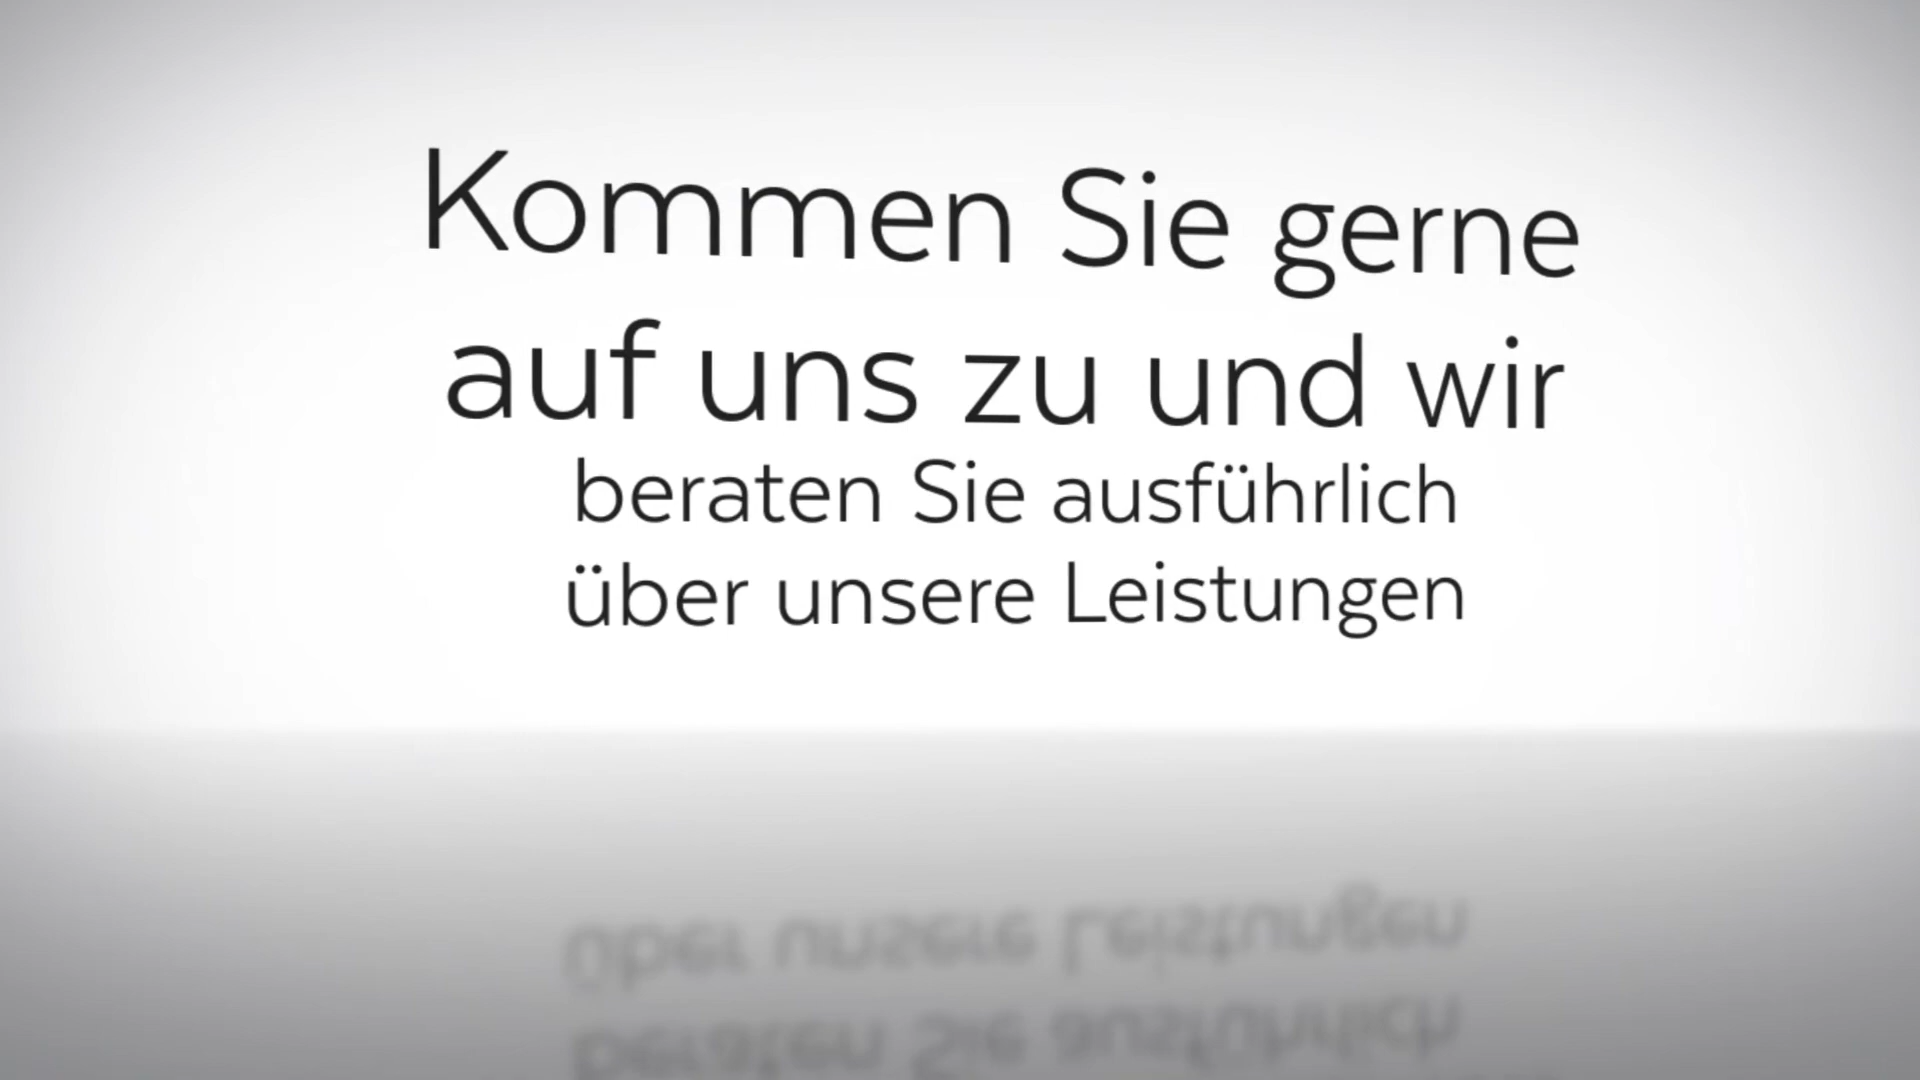 Kommen Sie gerne
auf uns zu und wir
beraten Sie ausführlich
über unsere Leistungen